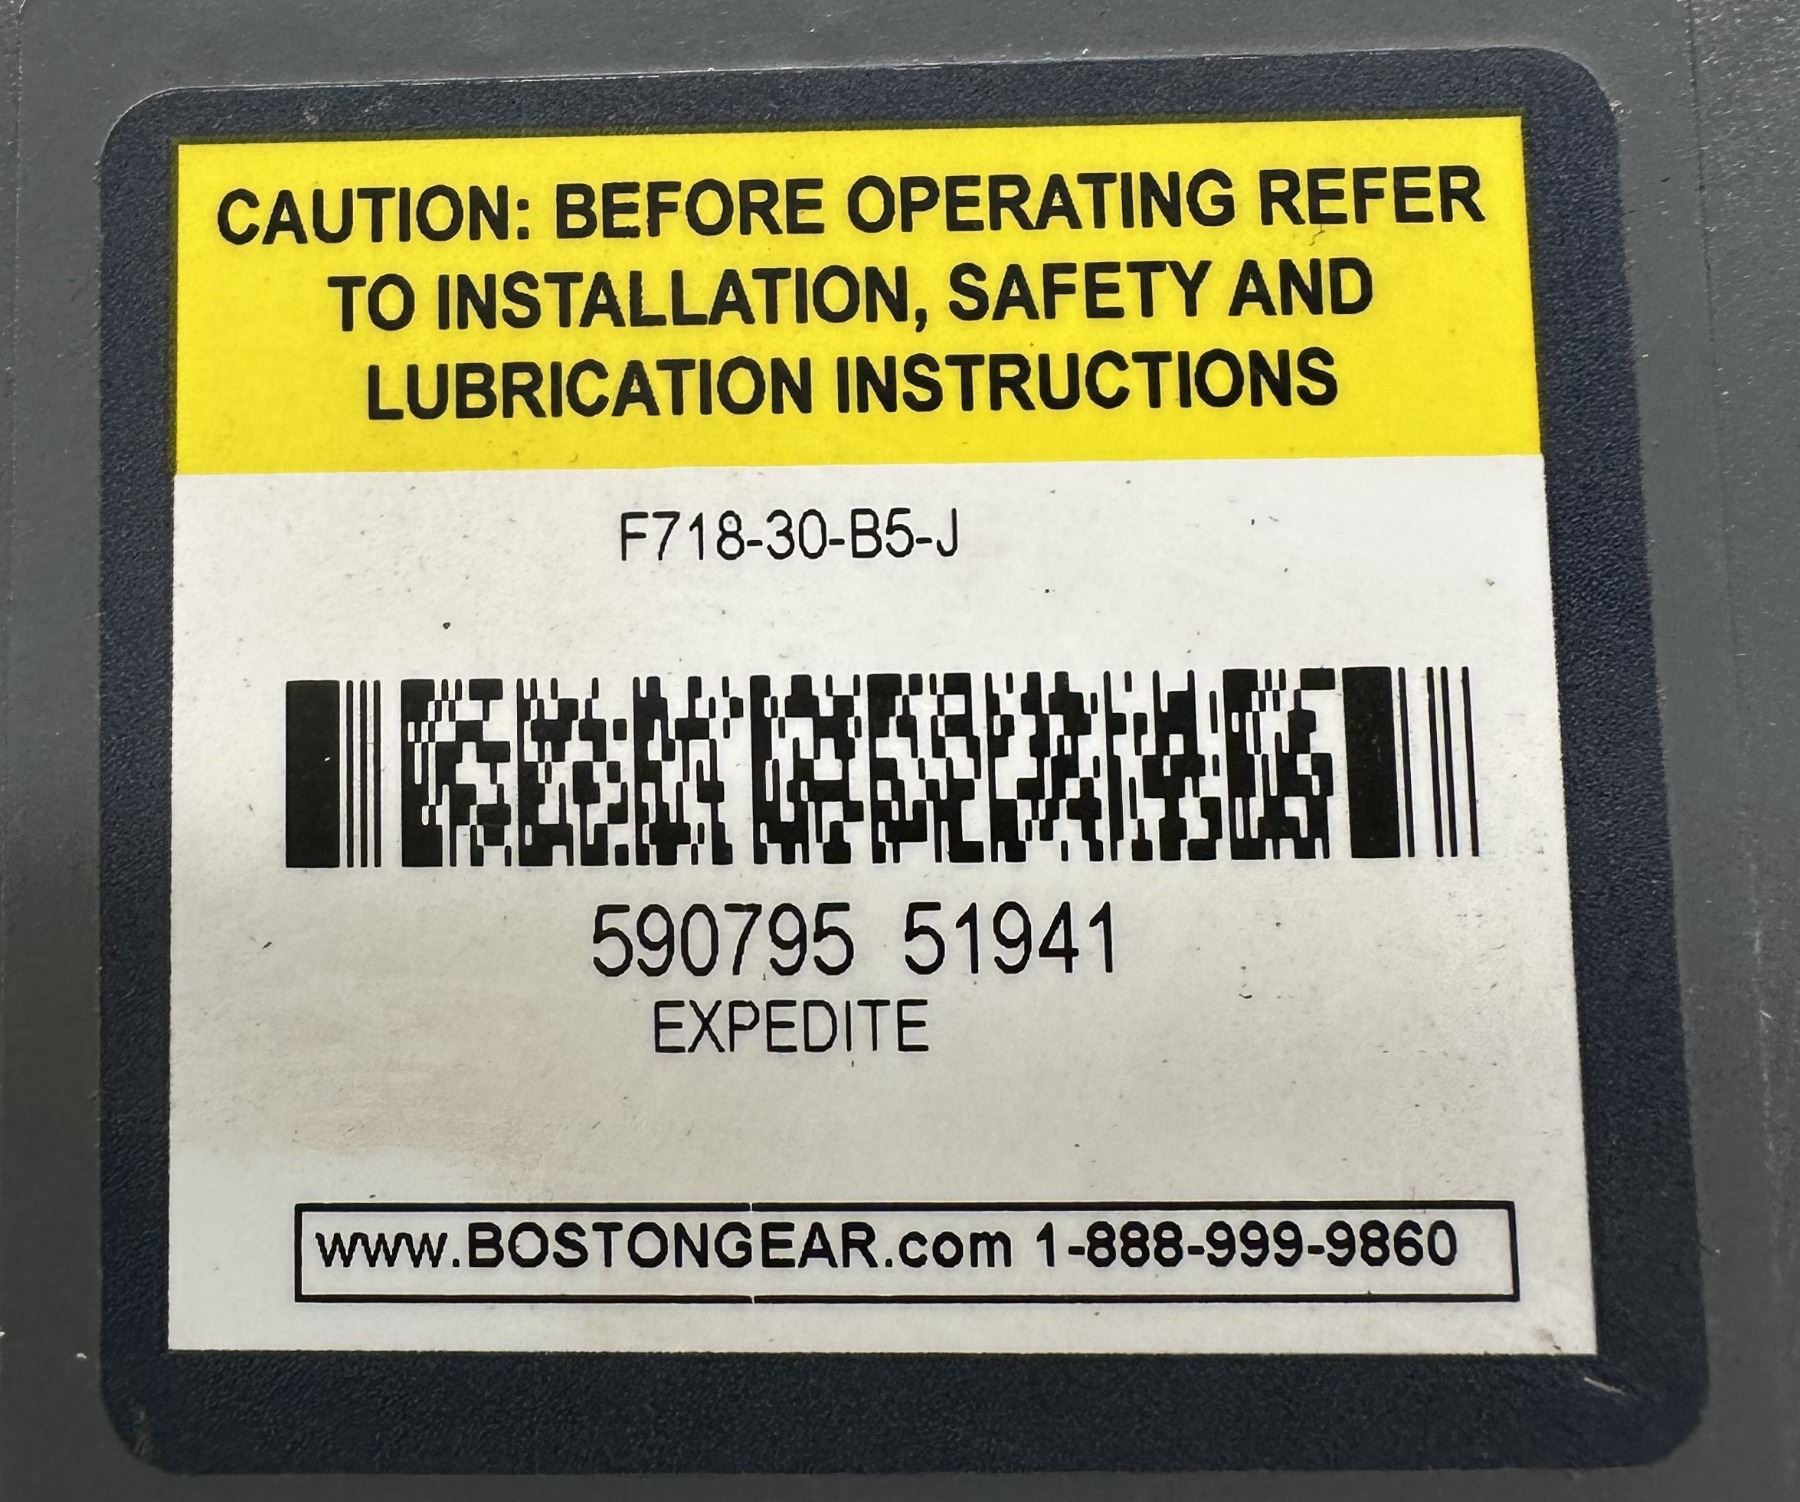 CAUTION: BEFORE OPERATING REFER
TO INSTALLATION, SAFETY AND
LUBRICATION INSTRUCTIONS
F718-30-B5-J
590795 51941
EXPEDITE
www.BOSTONGEAR.com 1-888-999-9860